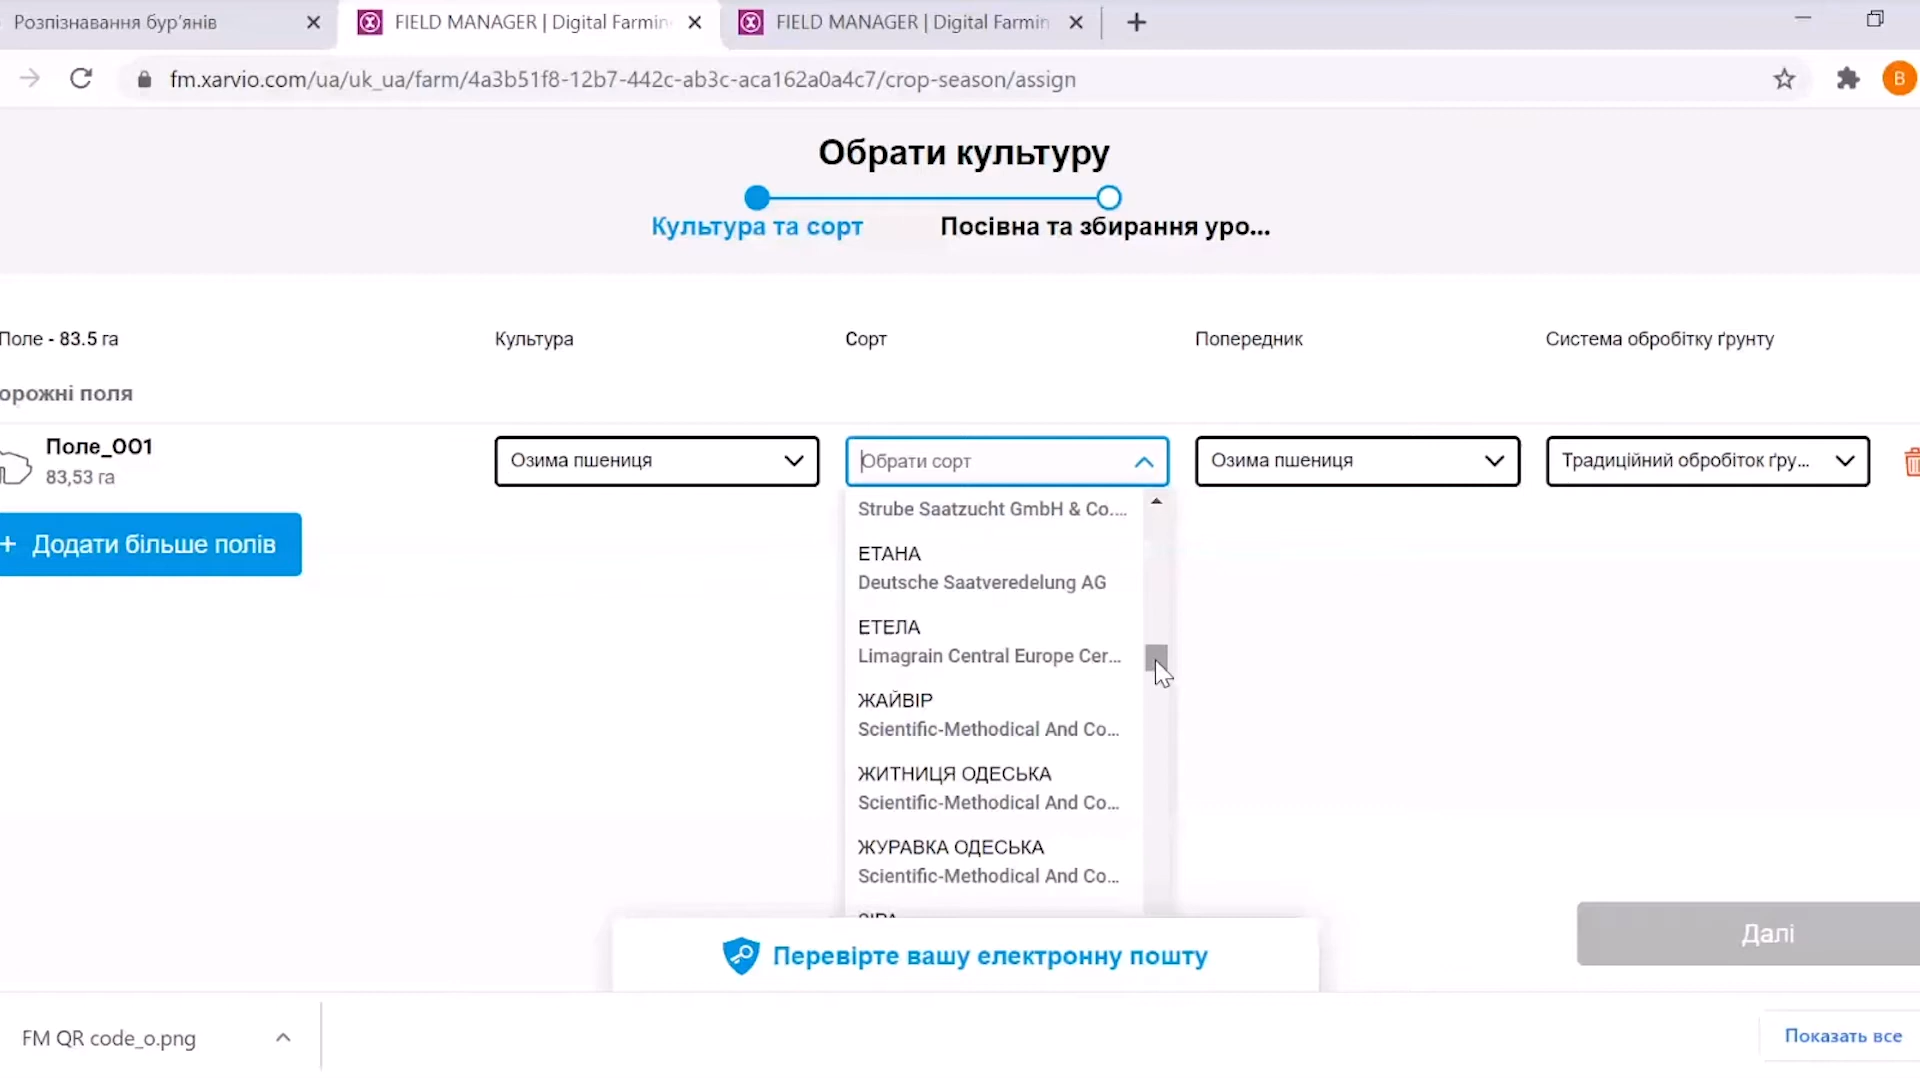 Розпізнавання бур'янів
FIELD MANAGER | Digital Farmin
FIELD MANAGER | Digital Farmin
fm.xarvio.com/ua/uk_ua/farm/4a3b51f8-12b7-442c-ab3c-aca162a0a4c7/crop-season/assign
B
Обрати культуру
Культура та сорт
Посівна та збирання уро...
Поле - 83.5 га
Культура
Сорт
Попередник
Система обробітку ґрунту
орожні поля
Поле_001
83,53 га
Озима пшениця
Обрати сорт
Озима пшениця
Традиційний обробіток ґру...
+ Додати більше полів
Strube Saatzucht GmbH & Co....
ЕТАНА
Deutsche Saatveredelung AG
ЕТЕЛА
Limagrain Central Europe Cer...
ЖАЙВІР
Scientific-Methodical And Co...
ЖИТНИЦЯ ОДЕСЬКА
Scientific-Methodical And Co...
ЖУРАВКА ОДЕСЬКА
Scientific-Methodical And Co...
Далі
Перевірте вашу електронну пошту
FM QR code_o.png
Показать все